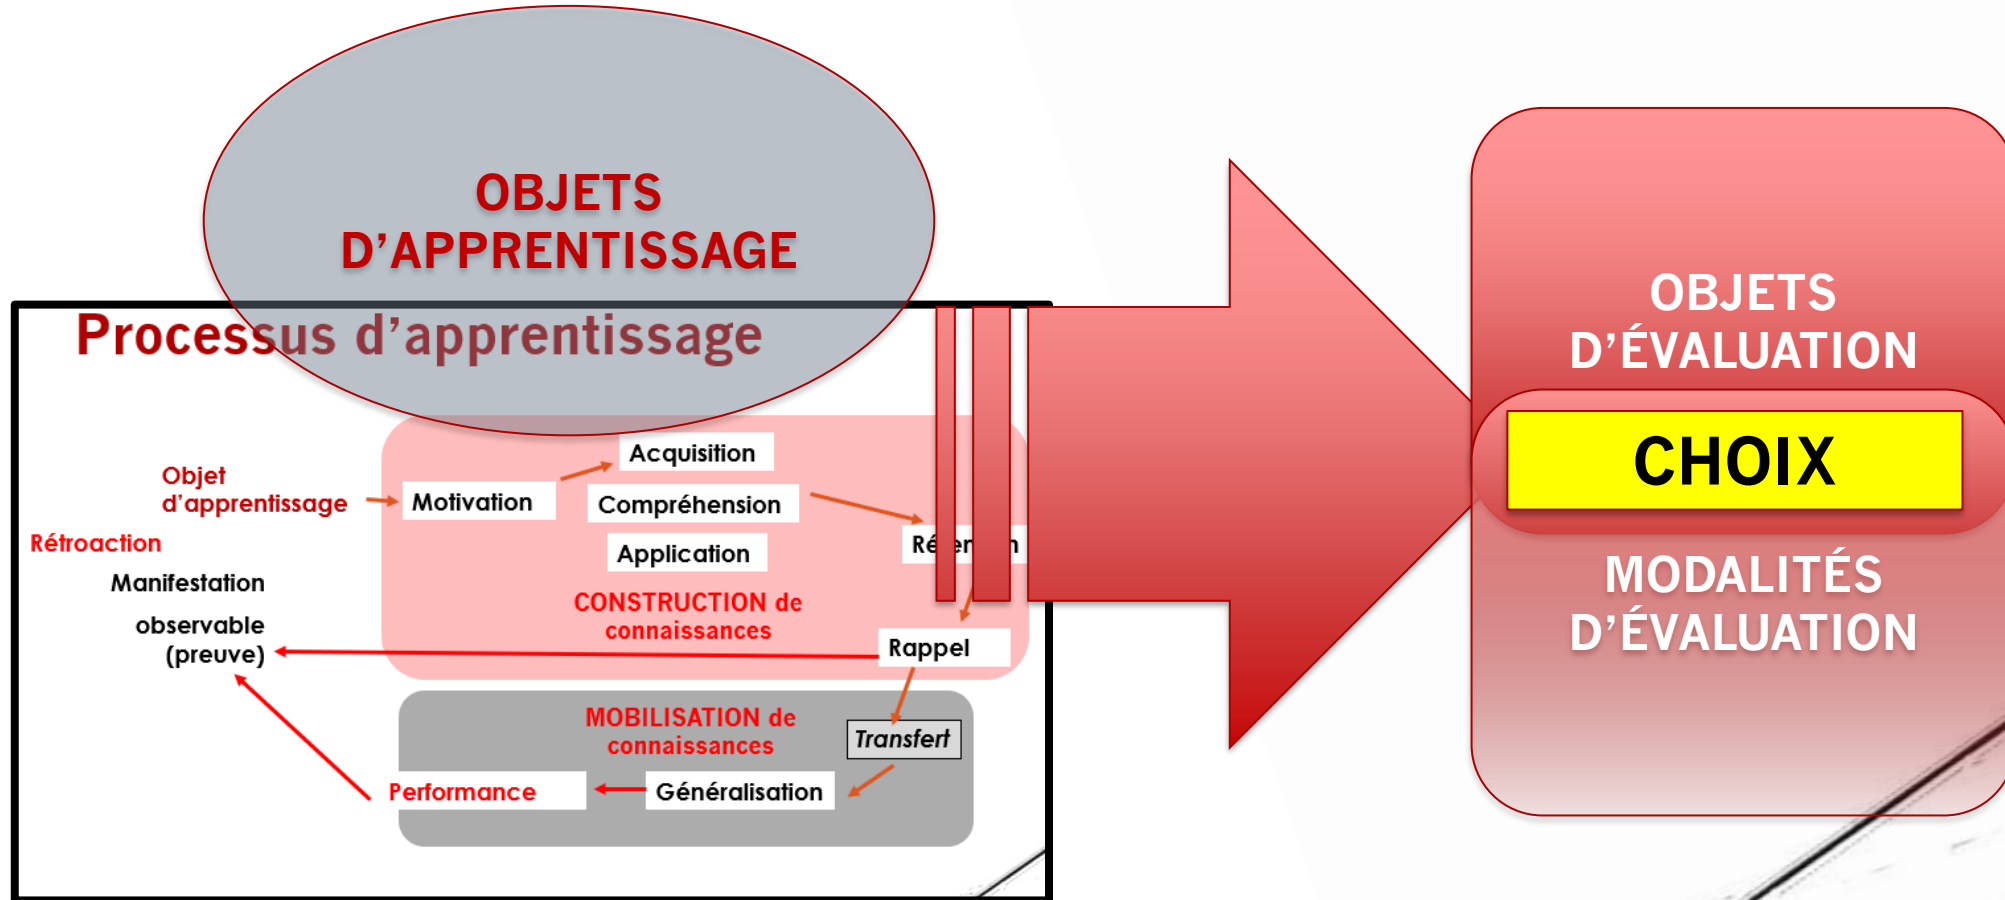 OBJETS
D’APPRENTISSAGE
Processus d’apprentissage
Acquisition
Objet
d’apprentissage
Motivation
Compréhension
Rétroaction
Application
Manifestation
observable
(preuve)
CONSTRUCTION de
connaissances
Rappel
MOBILISATION de
connaissances
Transfert
Performance
Généralisation
OBJETS
D’ÉVALUATION
CHOIX
MODALITÉS
D’ÉVALUATION